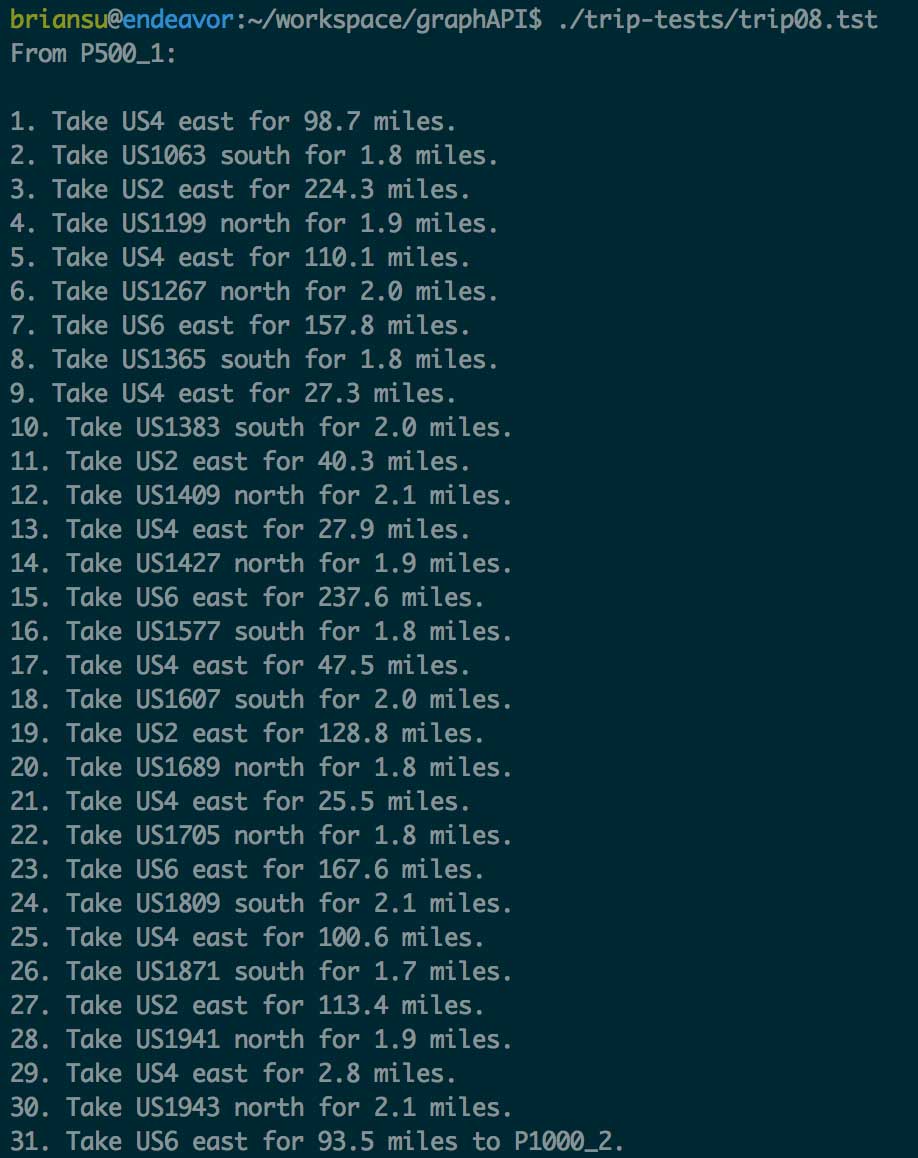 briansu@endeavor:~/workspace/graphAPI$ ./trip-tests/trip08.tst
From P500_1:
1. Take US4 east for 98.7 miles.
2. Take US1063 south for 1.8 miles.
3. Take US2 east for 224.3 miles.
4. Take US1199 north for 1.9 miles.
5. Take US4 east for 110.1 miles.
6. Take US1267 north for 2.0 miles.
7. Take US6 east for 157.8 miles.
8. Take US1365 south for 1.8 miles.
9. Take US4 east for 27.3 miles.
10. Take US1383 south for 2.0 miles.
11. Take US2 east for 40.3 miles.
12. Take US1409 north for 2.1 miles.
13. Take US4 east for 27.9 miles.
14. Take US1427 north for 1.9 miles.
15. Take US6 east for 237.6 miles.
16. Take US1577 south for 1.8 miles.
17. Take US4 east for 47.5 miles.
18. Take US1607 south for 2.0 miles.
19. Take US2 east for 128.8 miles.
20. Take US1689 north for 1.8 miles.
21. Take US4 east for 25.5 miles.
22. Take US1705 north for 1.8 miles.
23. Take US6 east for 167.6 miles.
24. Take US1809 south for 2.1 miles.
25. Take US4 east for 100.6 miles.
26. Take US1871 south for 1.7 miles.
27. Take US2 east for 113.4 miles.
28. Take US1941 north for 1.9 miles.
29. Take US4 east for 2.8 miles.
30. Take US1943 north for 2.1 miles.
31. Take US6 east for 93.5 miles to P1000_2.